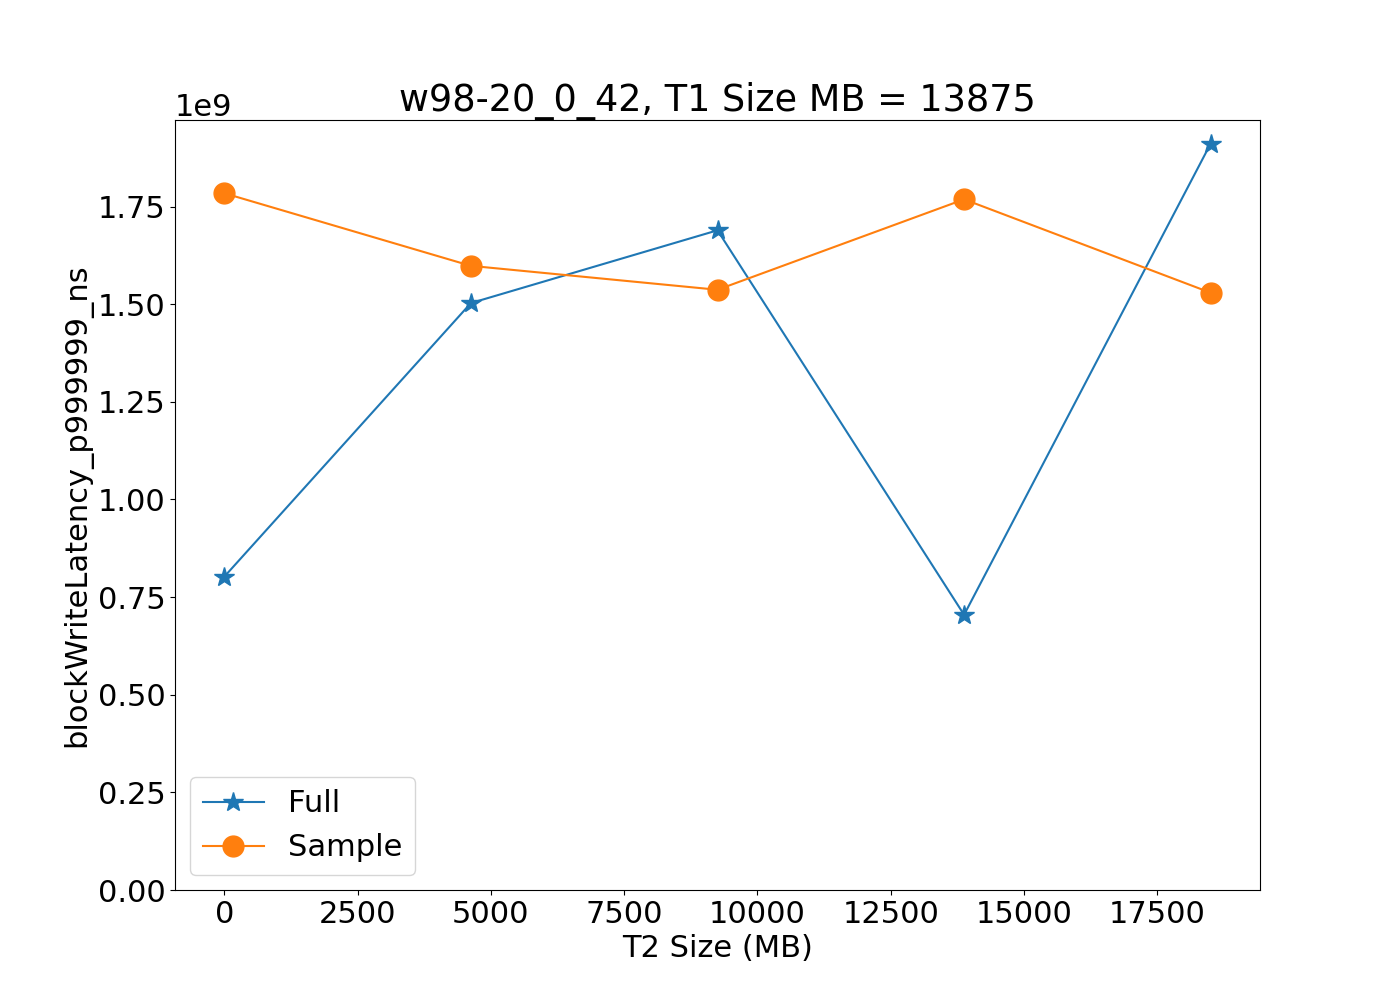 w98-20_0_42, T1 Size MB = 13875
1e9
1.75
1.50
1.25
1.00
0.75
0.50
0.25
0.00
blockWriteLatency_p999999_ns
Full
Sample
0 2500 5000 7500 10000 12500 15000 17500
T2 Size (MB)